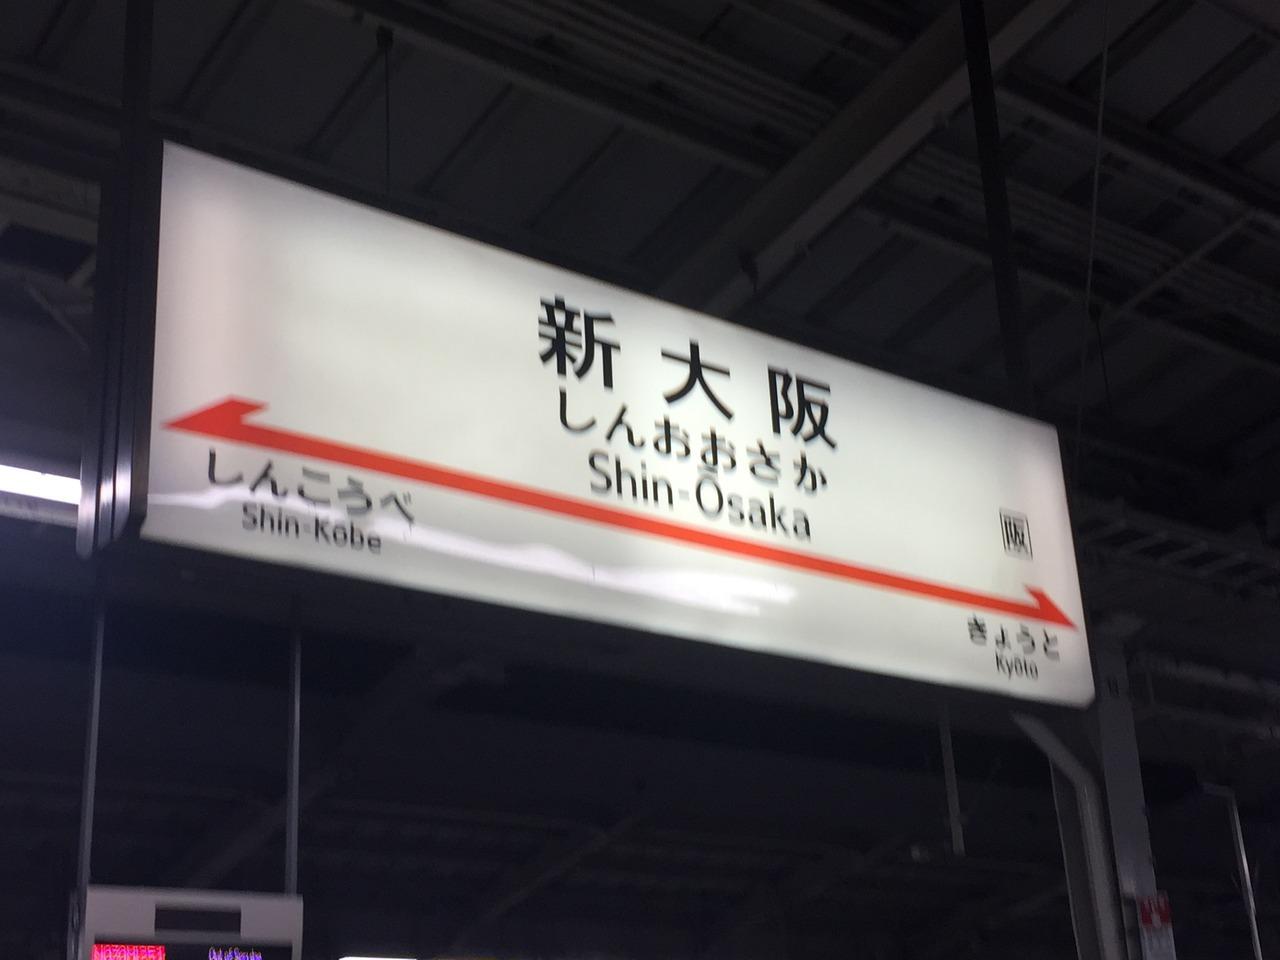 新大阪
しんおおさか
Shin-Ōsaka
阪
しんこうべ
Shin-Kōbe
きょうと
Kyōto